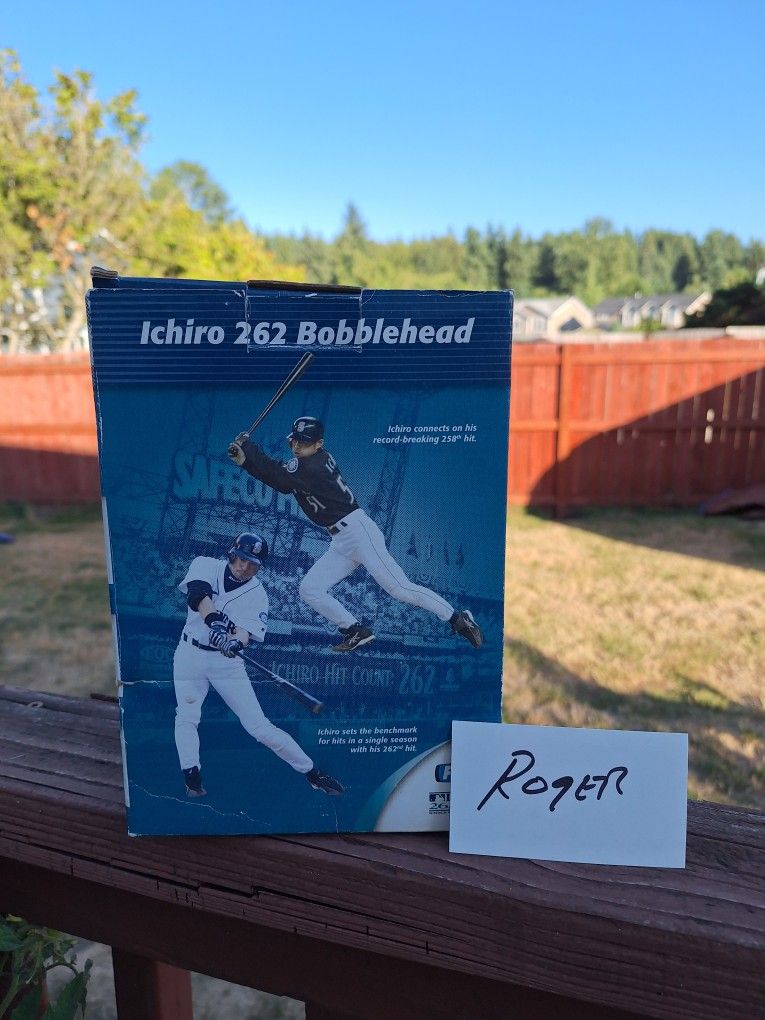 Ichiro 262 Bobblehead
Ichiro connects on his
record-breaking 258th hit.
SAFECO
51
ICHIRO HIT COUNT: 262
Ichiro sets the benchmark
for hits in a single season
with his 262nd hit.
Roger